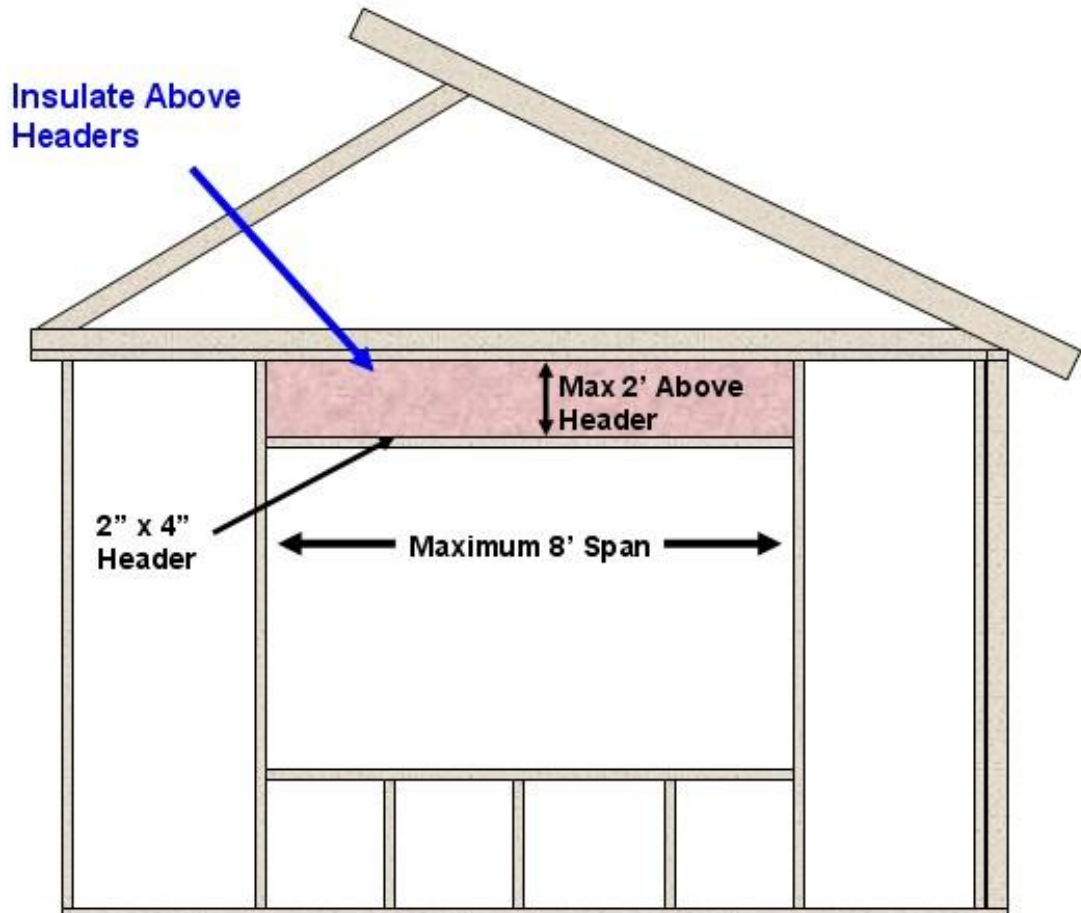 Insulate Above
Headers
Max 2’ Above
Header
2” x 4”
Header
Maximum 8’ Span